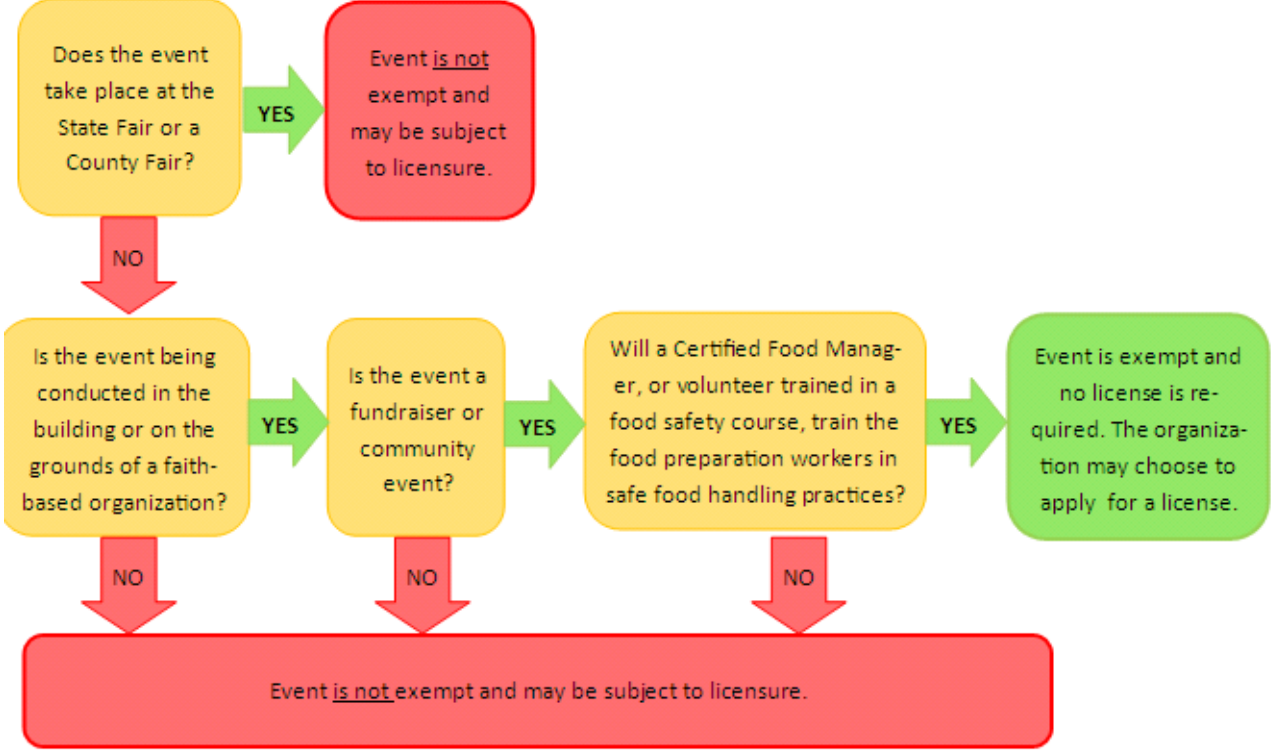 Does the event
take place at the
State Fair or a
County Fair?
YES
Event is not
exempt and
may be subject
to licensure.
NO
Is the event being
conducted in the
building or on the
grounds of a faith-
based organization?
YES
Is the event a
fundraiser or
community
event?
YES
Will a Certified Food Manag-
er, or volunteer trained in a
food safety course, train the
food preparation workers in
safe food handling practices?
YES
Event is exempt and
no license is re-
quired. The organiza-
tion may choose to
apply  for a license.
NO
NO
NO
Event is not exempt and may be subject to licensure.